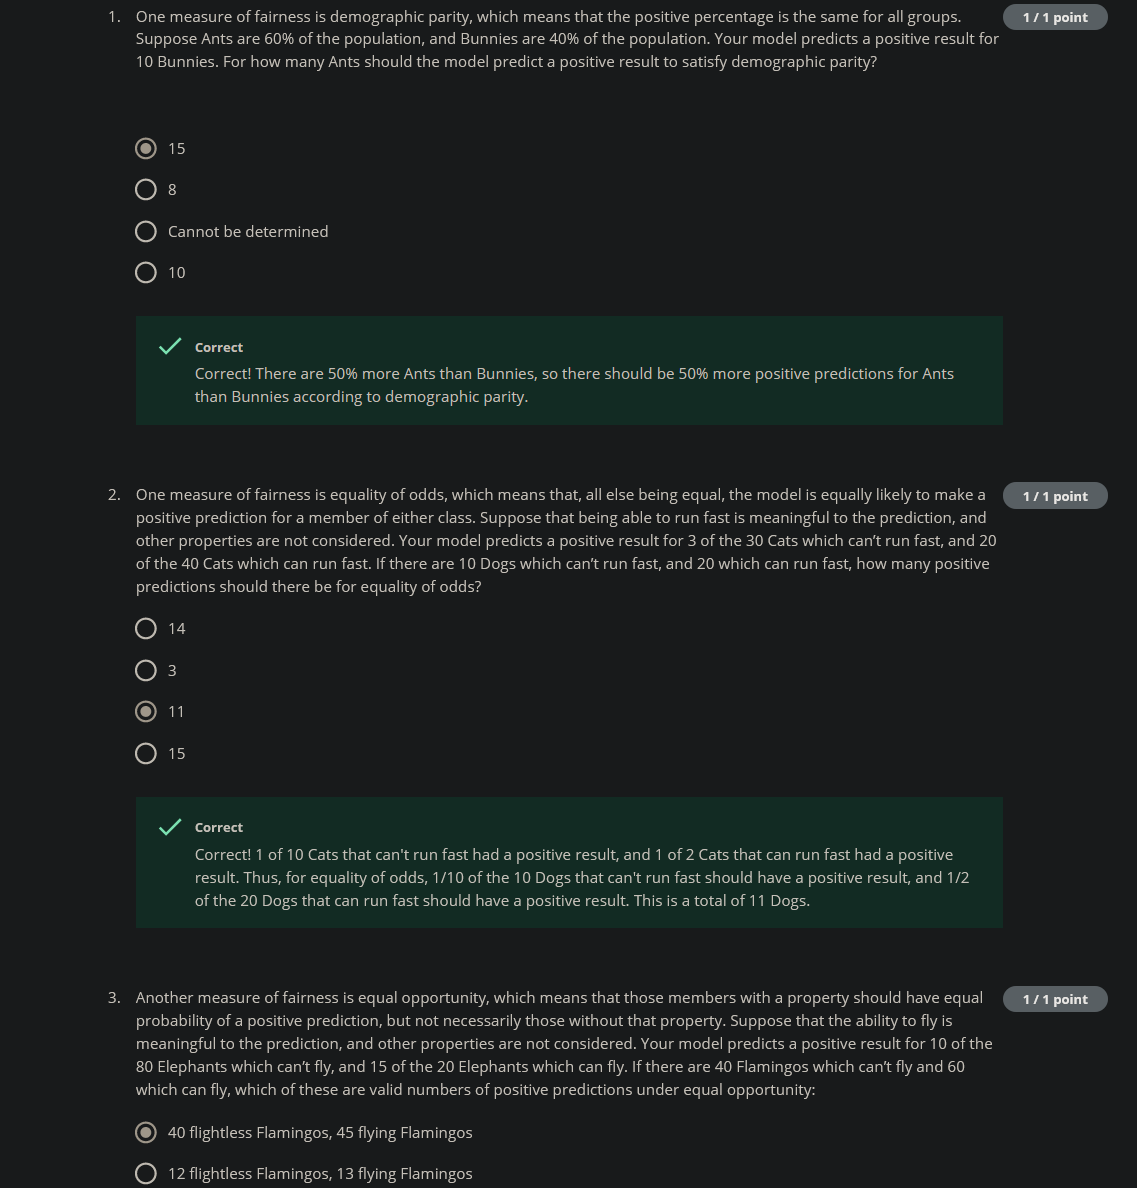 1. One measure of fairness is demographic parity, which means that the positive percentage is the same for all groups. 1 / 1 point
Suppose Ants are 60% of the population, and Bunnies are 40% of the population. Your model predicts a positive result for
10 Bunnies. For how many Ants should the model predict a positive result to satisfy demographic parity?
15
8
Cannot be determined
10
Correct
Correct! There are 50% more Ants than Bunnies, so there should be 50% more positive predictions for Ants
than Bunnies according to demographic parity.
2. One measure of fairness is equality of odds, which means that, all else being equal, the model is equally likely to make a 1 / 1 point
positive prediction for a member of either class. Suppose that being able to run fast is meaningful to the prediction, and
other properties are not considered. Your model predicts a positive result for 3 of the 30 Cats which can’t run fast, and 20
of the 40 Cats which can run fast. If there are 10 Dogs which can’t run fast, and 20 which can run fast, how many positive
predictions should there be for equality of odds?
14
3
11
15
Correct
Correct! 1 of 10 Cats that can't run fast had a positive result, and 1 of 2 Cats that can run fast had a positive
result. Thus, for equality of odds, 1/10 of the 10 Dogs that can't run fast should have a positive result, and 1/2
of the 20 Dogs that can run fast should have a positive result. This is a total of 11 Dogs.
3. Another measure of fairness is equal opportunity, which means that those members with a property should have equal 1 / 1 point
probability of a positive prediction, but not necessarily those without that property. Suppose that the ability to fly is
meaningful to the prediction, and other properties are not considered. Your model predicts a positive result for 10 of the
80 Elephants which can’t fly, and 15 of the 20 Elephants which can fly. If there are 40 Flamingos which can’t fly and 60
which can fly, which of these are valid numbers of positive predictions under equal opportunity:
40 flightless Flamingos, 45 flying Flamingos
12 flightless Flamingos, 13 flying Flamingos